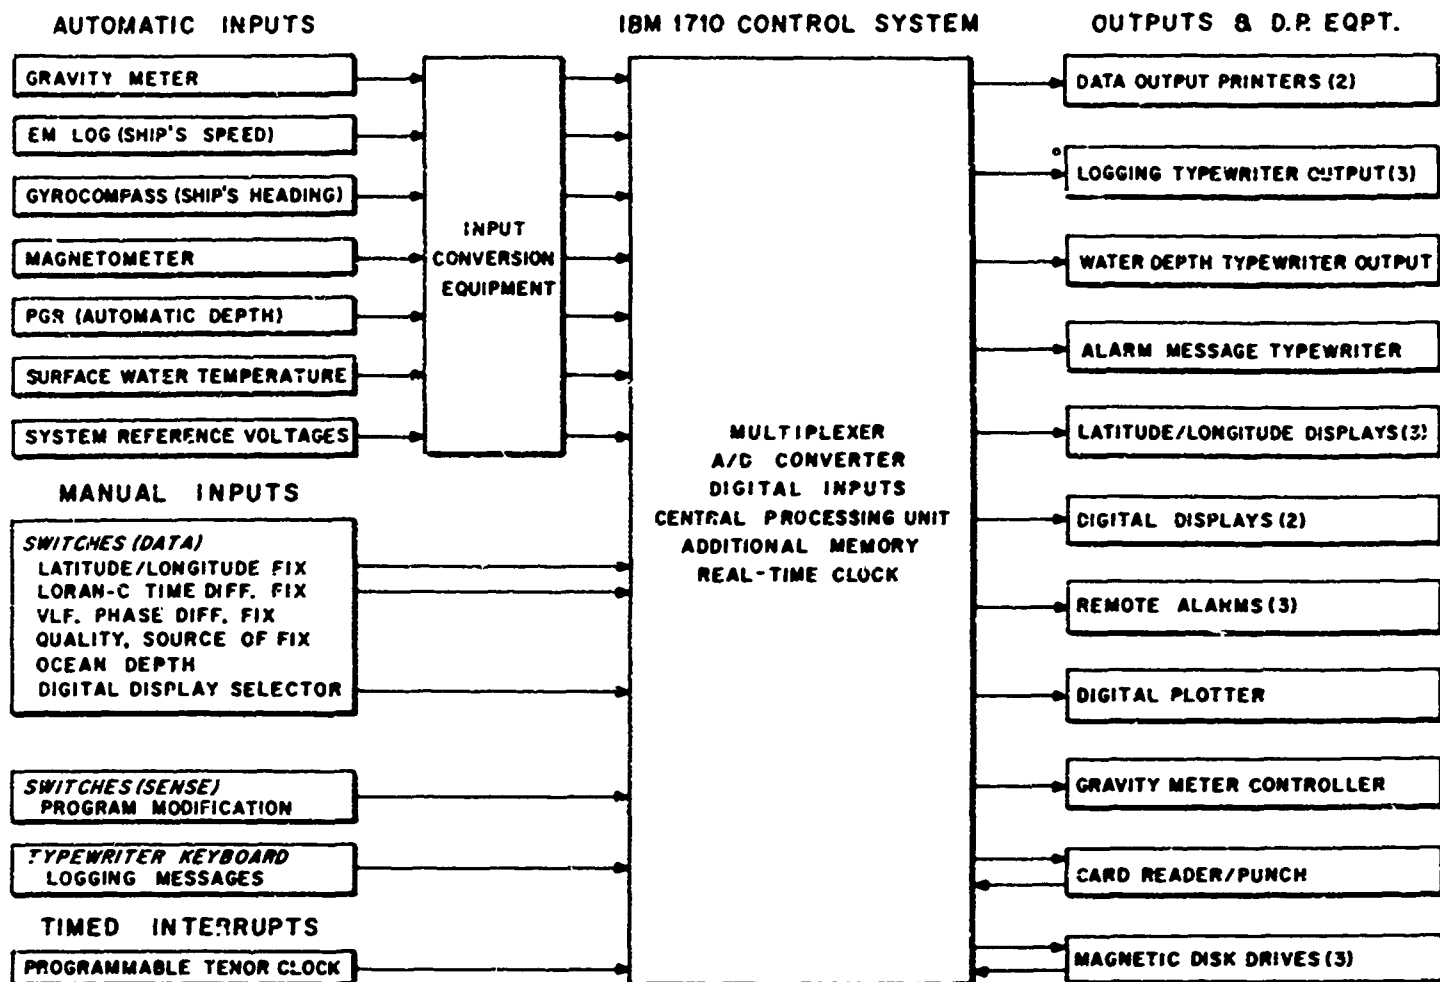 AUTOMATIC INPUTS
GRAVITY METER
EM LOG (SHIP'S SPEED)
GYROCOMPASS (SHIP'S HEADING)
MAGNETOMETER
PGR (AUTOMATIC DEPTH)
SURFACE WATER TEMPERATURE
SYSTEM REFERENCE VOLTAGES
MANUAL INPUTS
SWITCHES (DATA)
LATITUDE/LONGITUDE FIX
LORAN-C TIME DIFF. FIX
VLF. PHASE DIFF. FIX
QUALITY, SOURCE OF FIX
OCEAN DEPTH
DIGITAL DISPLAY SELECTOR
SWITCHES (SENSE)
PROGRAM MODIFICATION
TYPEWRITER KEYBOARD
LOGGING MESSAGES
TIMED INTERRUPTS
PROGRAMMABLE TENOR CLOCK
INPUT
CONVERSION
EQUIPMENT
IBM 1710 CONTROL SYSTEM
MULTIPLEXER
A/D CONVERTER
DIGITAL INPUTS
CENTRAL PROCESSING UNIT
ADDITIONAL MEMORY
REAL-TIME CLOCK
OUTPUTS & D.P. EQPT.
DATA OUTPUT PRINTERS (2)
LOGGING TYPEWRITER OUTPUT (3)
WATER DEPTH TYPEWRITER OUTPUT
ALARM MESSAGE TYPEWRITER
LATITUDE/LONGITUDE DISPLAYS (3)
DIGITAL DISPLAYS (2)
REMOTE ALARMS (3)
DIGITAL PLOTTER
GRAVITY METER CONTROLLER
CARD READER/PUNCH
MAGNETIC DISK DRIVES (3)